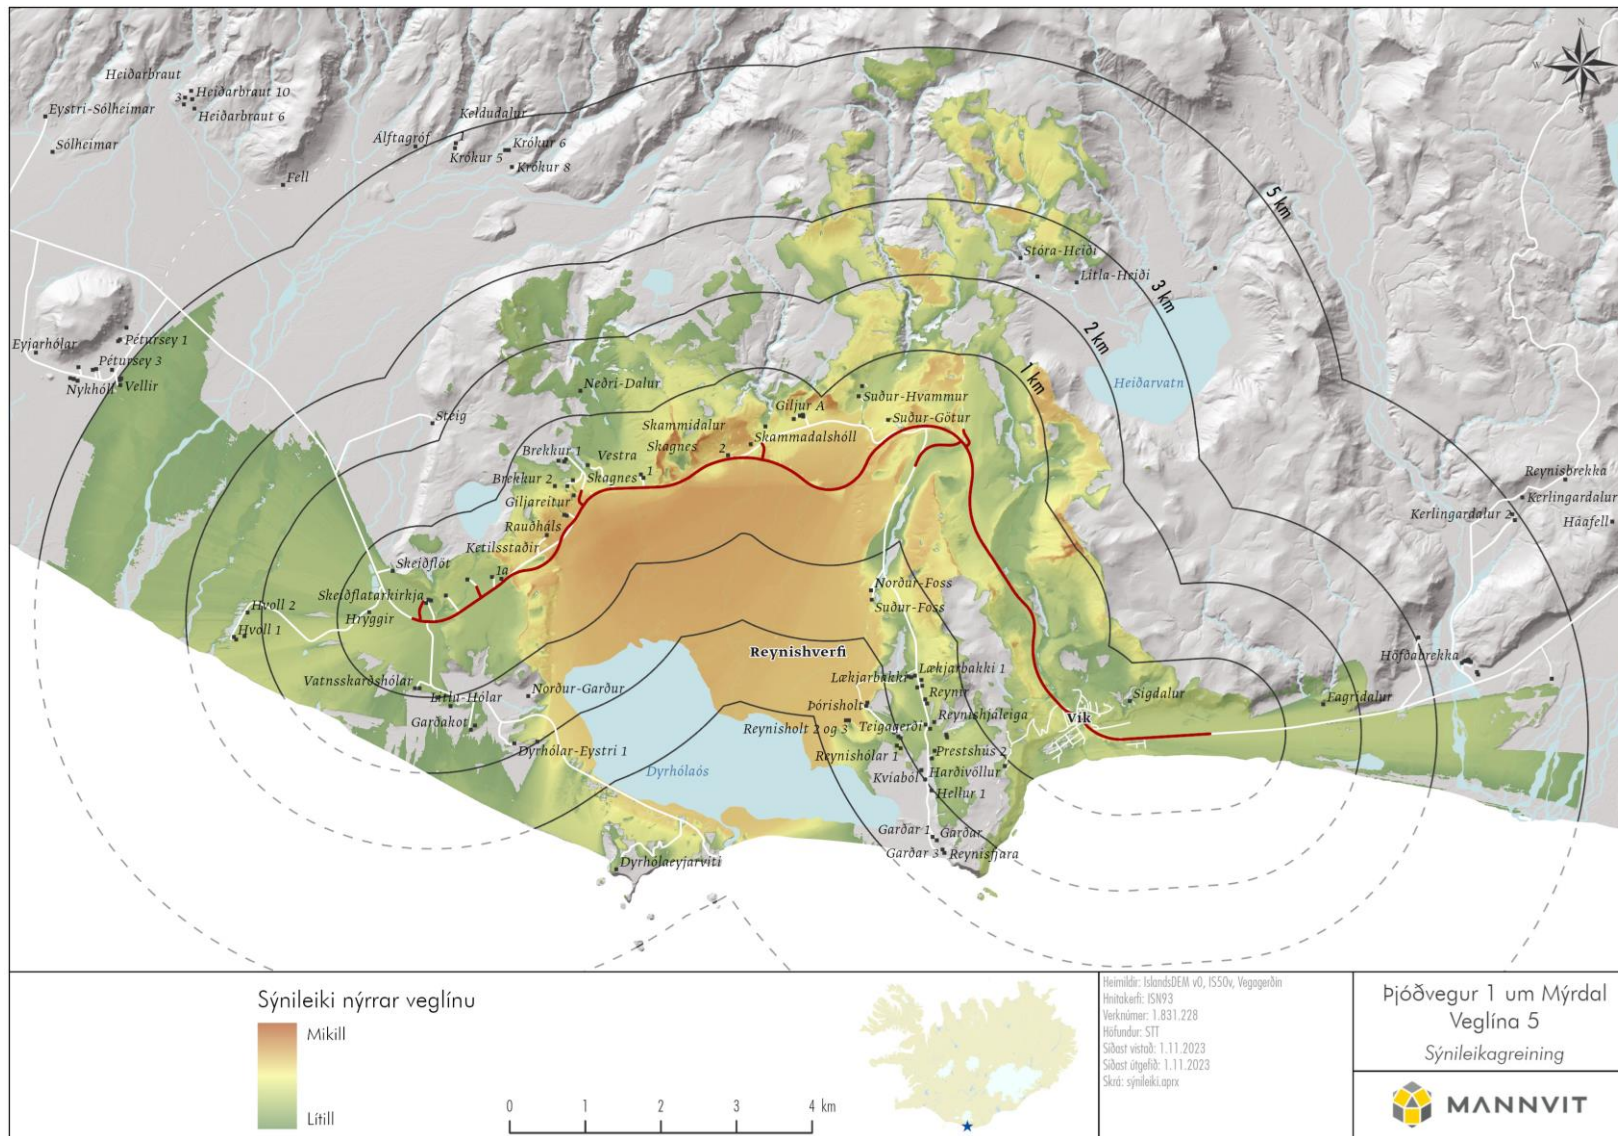 Heiðarbraut
3
Heiðarbraut 10
Heiðarbraut 6
Eystri-Sólheimar
Sólheimar
Fell
Álftagróf
Keldudalur
1
Krókur 5
Krókur 6
Krókur 8
N
W
S
5 km
3 km
2 km
1 km
Stóra-Heiði
Litla-Heiði
Heiðarvatn
Pétursey 1
Eyjarhólar
Pétursey 3
Nykhóll
Vellir
Steig
Neðri-Dalur
Giljur A
Suður-Hvammur
Suður-Götur
Skammidalur
Skammadalshóll
Skagnes
2
Brekkur 1
Vestra
Skagnes
1
Brekkur 2
Giljareitur
Rauðháls
Ketilsstaðir
Skeiðflöt
1a
Skeiðflatarkirkja
Hryggir
Hvoll 2
Hvoll 1
Vatnsskarðshólar
Litlu-Hólar
Norður-Garður
Garðakot
Dyrhólar-Eystri 1
Dyrhólaós
Dyrhólaeyjarviti
Reynishverfi
Norður-Foss
Suður-Foss
Lækjarbakki 1
Lækjarbakki
Reynir
Þórisholt
Reynishjáleiga
Reynisholt 2 og 3
Teigagerði
Reynishólar 1
Prestshús 2
Kvíaból
Harðivöllur
Hellur 1
Garðar 1
Garðar
Garðar 3
Reynisfjara
Vík
Sigdalur
Fagridalur
Höfðabrekka
Reynisbrekka
Kerlingardalur
Kerlingardalur 2
Háafell
Sýnileiki nýrrar veglínu
Mikill
Lítill
0 1 2 3 4 km
Heimildir: IslandsDEM v0, IS50v, Vegagerðin
Hnitakerfi: ISN93
Verknúmer: 1.831.228
Höfundur: STT
Síðast vistað: 1.11.2023
Síðast útgefið: 1.11.2023
Skrá: sýnileiki.aprx
Þjóðvegur 1 um Mýrdal
Veglína 5
Sýnileikagreining
MANNVIT